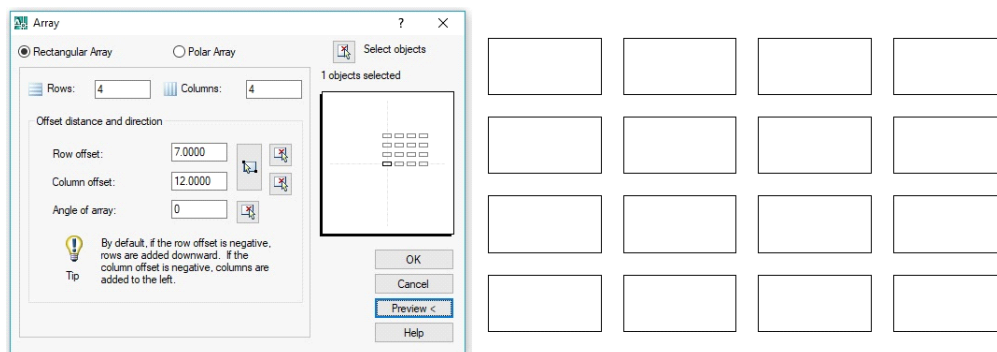 Array ? ×
Rectangular Array Polar Array Select objects
1 objects selected
Rows: 4 Columns: 4
Offset distance and direction
Row offset: 7.0000
Column offset: 12.0000
Angle of array: 0
Tip
By default, if the row offset is negative,
rows are added downward. If the
column offset is negative, columns are
added to the left.
OK
Cancel
Preview <
Help